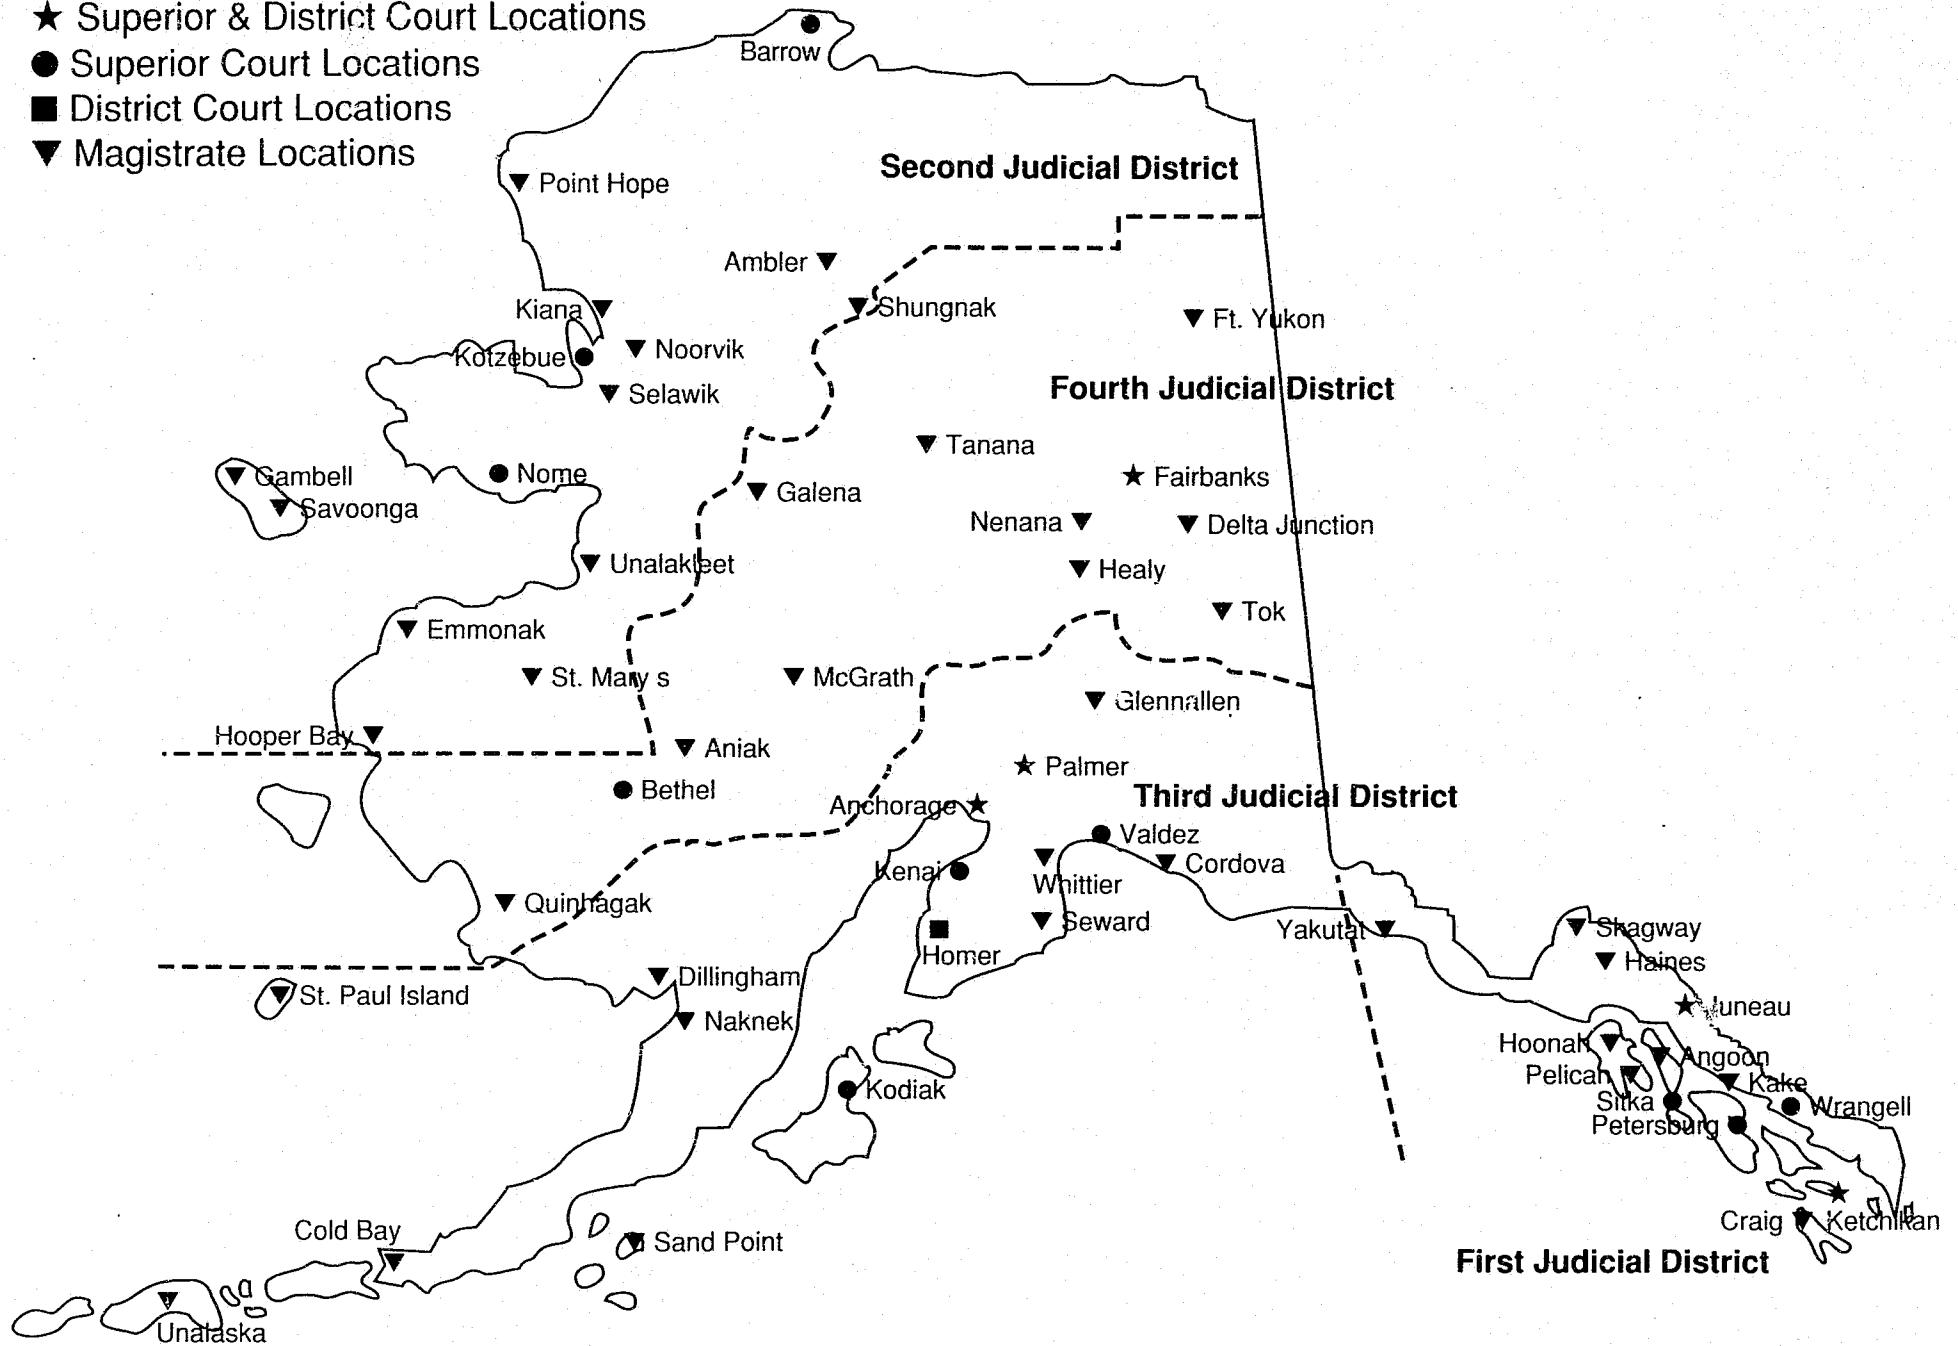 ★ Superior & District Court Locations
● Superior Court Locations
■ District Court Locations
▼ Magistrate Locations
Barrow
Second Judicial District
Point Hope
Ambler
Kiana
Shungnak
Ft. Yukon
Kotzebue
Noorvik
Selawik
Fourth Judicial District
Tanana
Gambell
Nome
Fairbanks
Savoonga
Galena
Nenana
Delta Junction
Unalakleet
Healy
Tok
Emmonak
St. Mary s
McGrath
Glennallen
Hooper Bay
Aniak
Palmer
Bethel
Anchorage
Third Judicial District
Valdez
Cordova
Kenai
Whittier
Quinhagak
Seward
Yakutat
Skagway
Homer
Haines
Dillingham
St. Paul Island
Naknek
Juneau
Hoonah
Angoon
Pelican
Kake
Kodiak
Sitka
Wrangell
Petersburg
Craig
Ketchikan
Cold Bay
Sand Point
First Judicial District
Unalaska